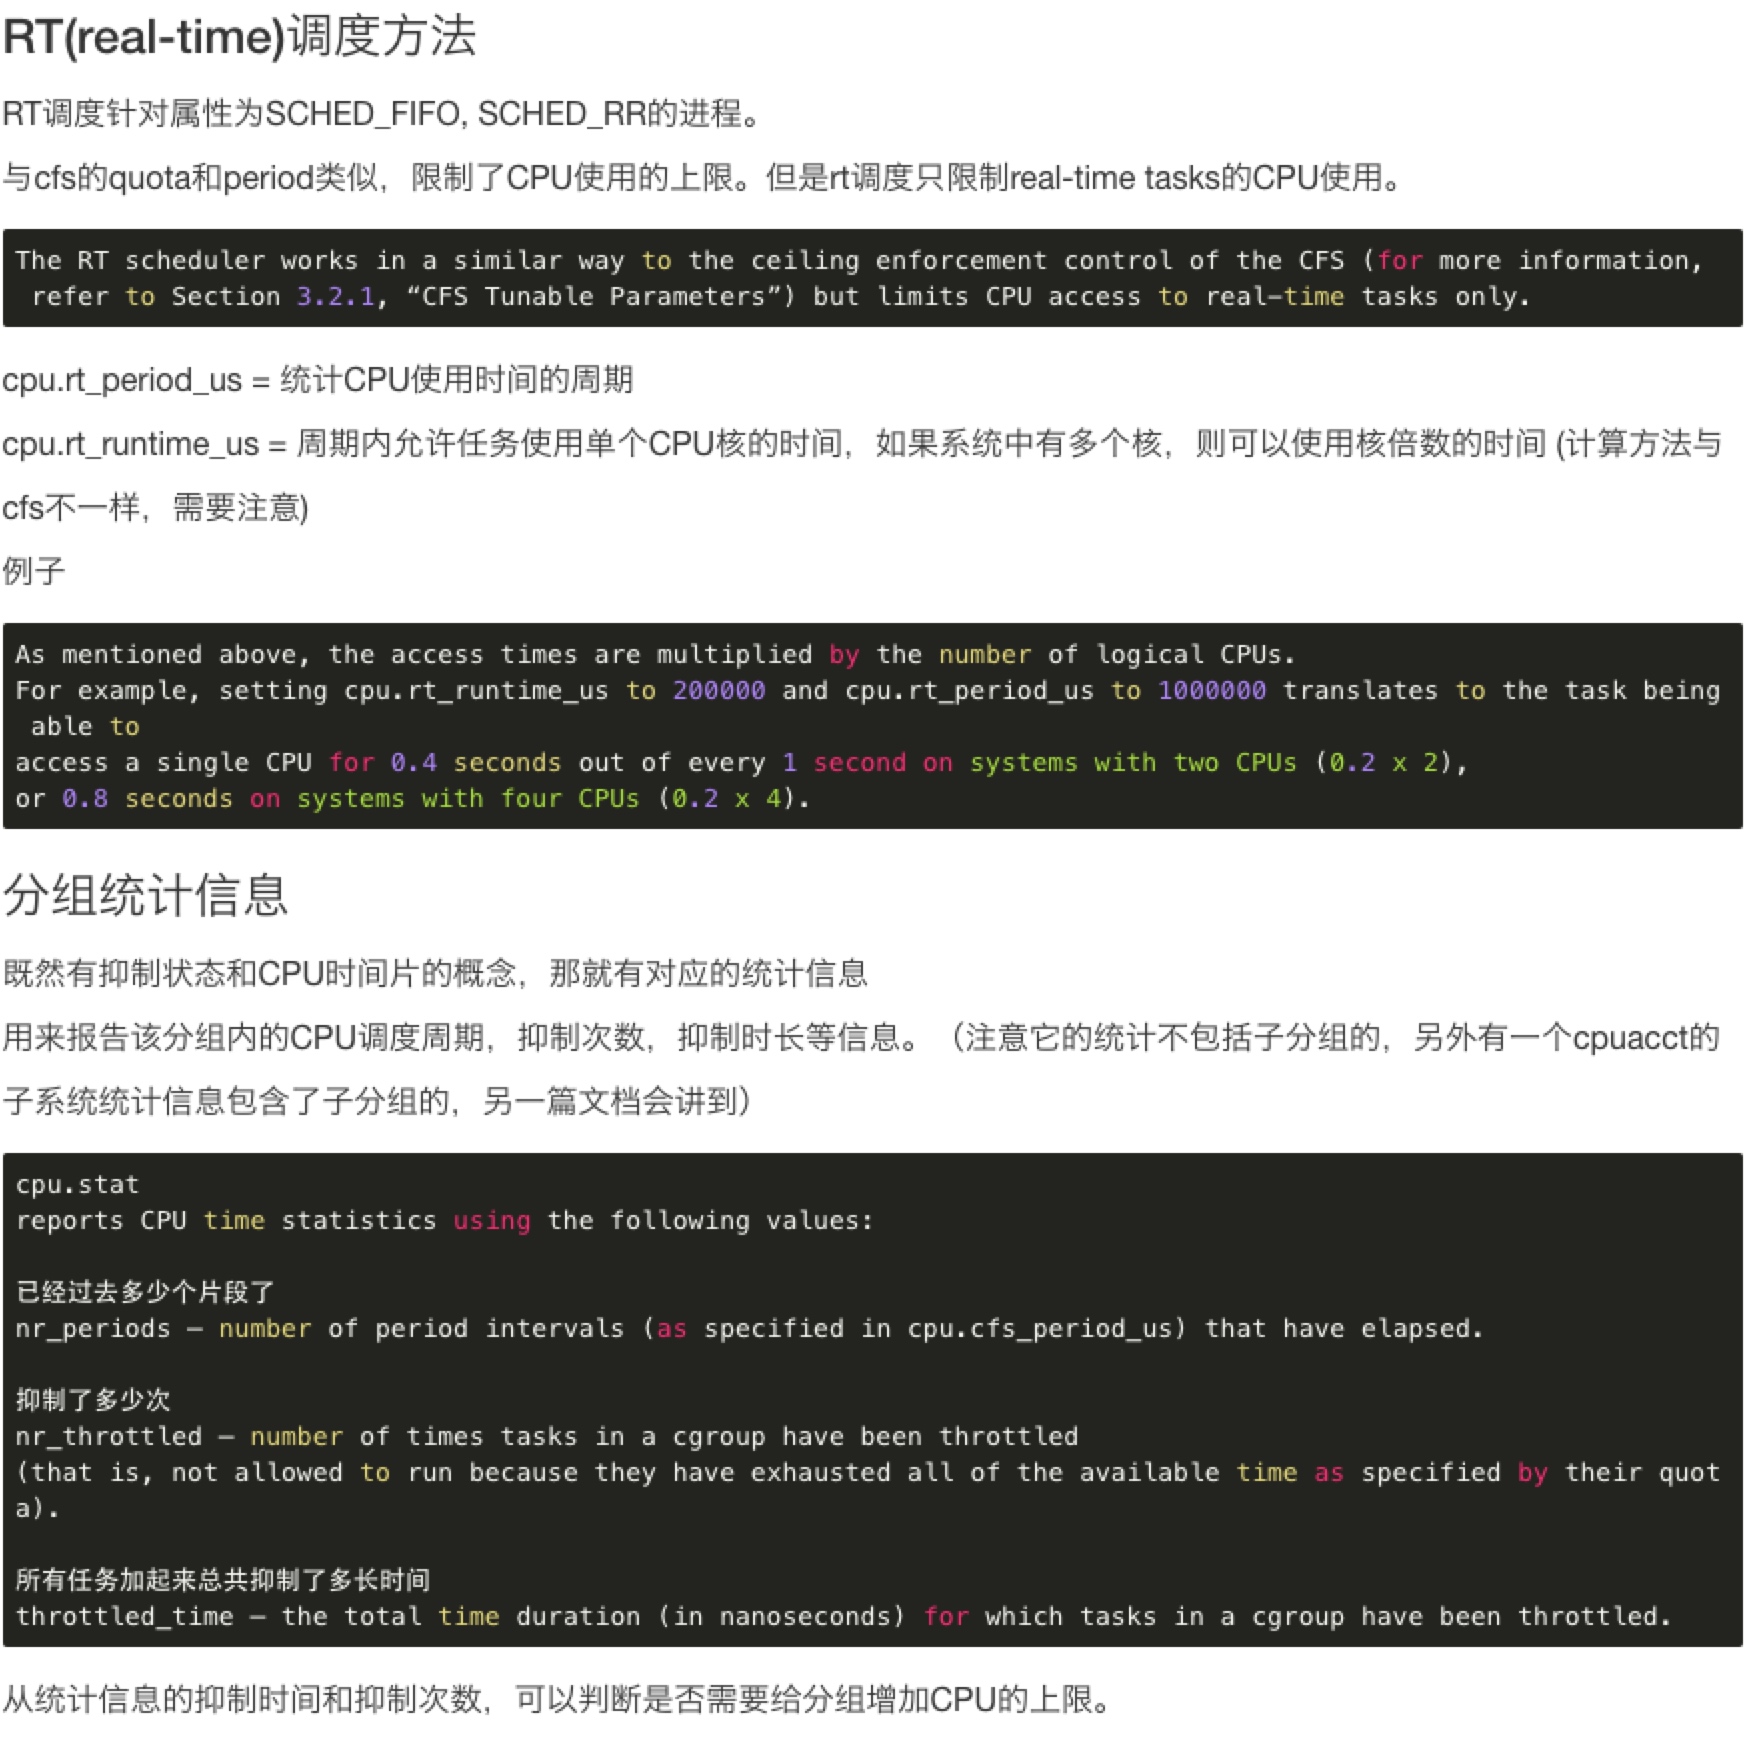 RT(real-time)调度方法
RT调度针对属性为SCHED_FIFO, SCHED_RR的进程。
与cfs的quota和period类似，限制了CPU使用的上限。但是rt调度只限制real-time tasks的CPU使用。
The RT scheduler works in a similar way to the ceiling enforcement control of the CFS (for more information,
refer to Section 3.2.1, “CFS Tunable Parameters”) but limits CPU access to real-time tasks only.
cpu.rt_period_us = 统计CPU使用时间的周期
cpu.rt_runtime_us = 周期内允许任务使用单个CPU核的时间，如果系统中有多个核，则可以使用核倍数的时间 (计算方法与
cfs不一样，需要注意)
例子
As mentioned above, the access times are multiplied by the number of logical CPUs.
For example, setting cpu.rt_runtime_us to 200000 and cpu.rt_period_us to 1000000 translates to the task being
able to
access a single CPU for 0.4 seconds out of every 1 second on systems with two CPUs (0.2 x 2),
or 0.8 seconds on systems with four CPUs (0.2 x 4).
分组统计信息
既然有抑制状态和CPU时间片的概念，那就有对应的统计信息
用来报告该分组内的CPU调度周期，抑制次数，抑制时长等信息。（注意它的统计不包括子分组的，另外有一个cpuacct的
子系统统计信息包含了子分组的，另一篇文档会讲到）
cpu.stat
reports CPU time statistics using the following values:
已经过去多少个片段了
nr_periods — number of period intervals (as specified in cpu.cfs_period_us) that have elapsed.
抑制了多少次
nr_throttled — number of times tasks in a cgroup have been throttled
(that is, not allowed to run because they have exhausted all of the available time as specified by their quot
a).
所有任务加起来总共抑制了多长时间
throttled_time — the total time duration (in nanoseconds) for which tasks in a cgroup have been throttled.
从统计信息的抑制时间和抑制次数，可以判断是否需要给分组增加CPU的上限。